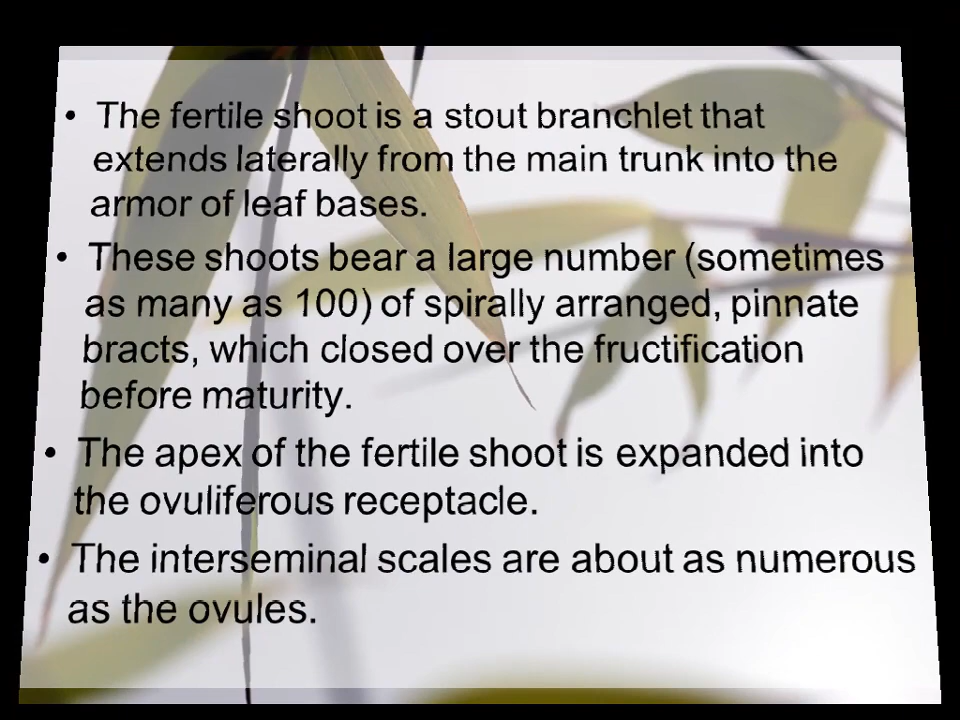 • The fertile shoot is a stout branchlet that
extends laterally from the main trunk into the
armor of leaf bases.
• These shoots bear a large number (sometimes
as many as 100) of spirally arranged, pinnate
bracts, which closed over the fructification
before maturity.
• The apex of the fertile shoot is expanded into
the ovuliferous receptacle.
• The interseminal scales are about as numerous
as the ovules.